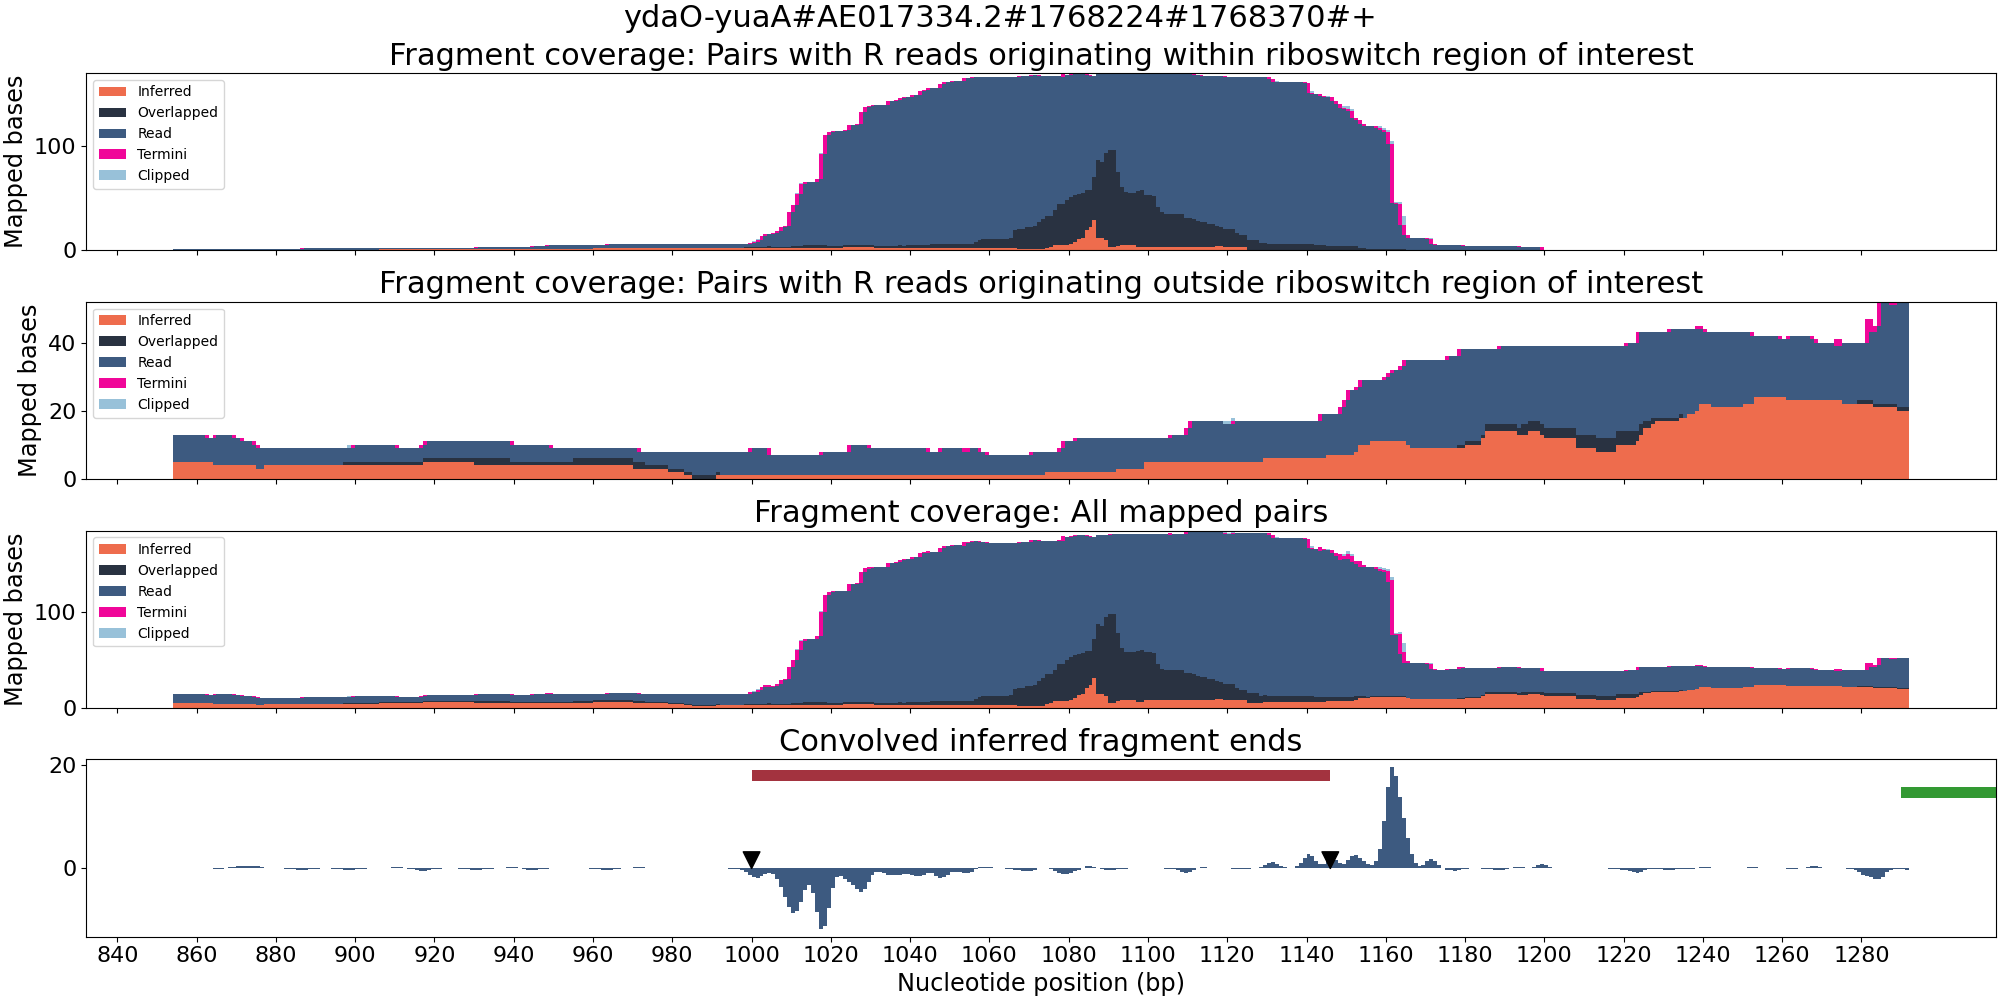 ydaO-yuaA#AE017334.2#1768224#1768370#+
Fragment coverage: Pairs with R reads originating within riboswitch region of interest
Mapped bases
100
0
Inferred
Overlapped
Read
Termini
Clipped
Fragment coverage: Pairs with R reads originating outside riboswitch region of interest
Mapped bases
40
20
0
Inferred
Overlapped
Read
Termini
Clipped
Fragment coverage: All mapped pairs
Mapped bases
100
0
Inferred
Overlapped
Read
Termini
Clipped
Convolved inferred fragment ends
20
0
840 860 880 900 920 940 960 980 1000 1020 1040 1060 1080 1100 1120 1140 1160 1180 1200 1220 1240 1260 1280
Nucleotide position (bp)